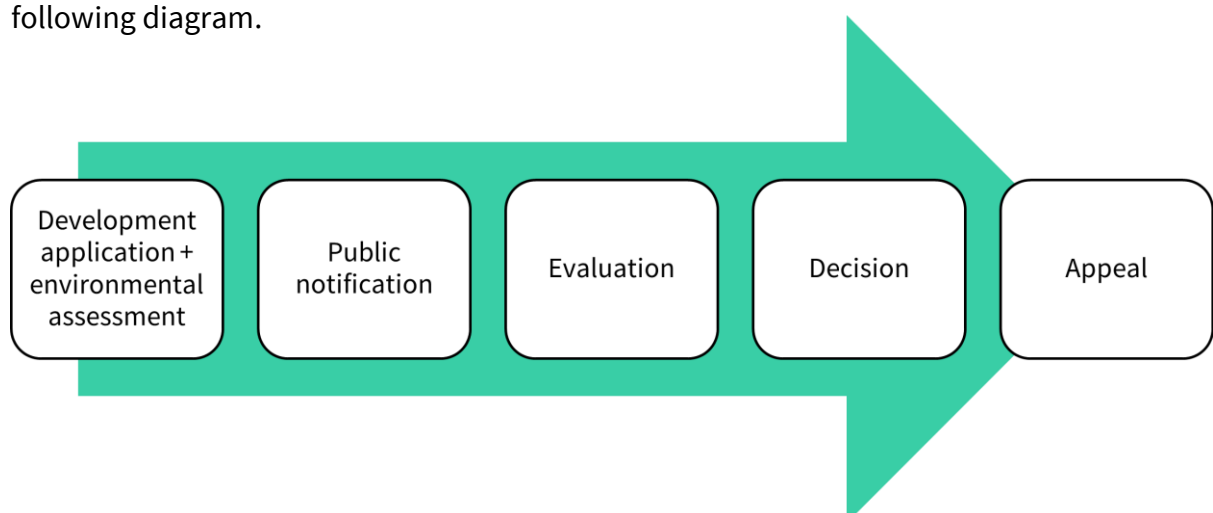 following diagram.
Development
application +
environmental
assessment
Public
notification
Evaluation
Decision
Appeal